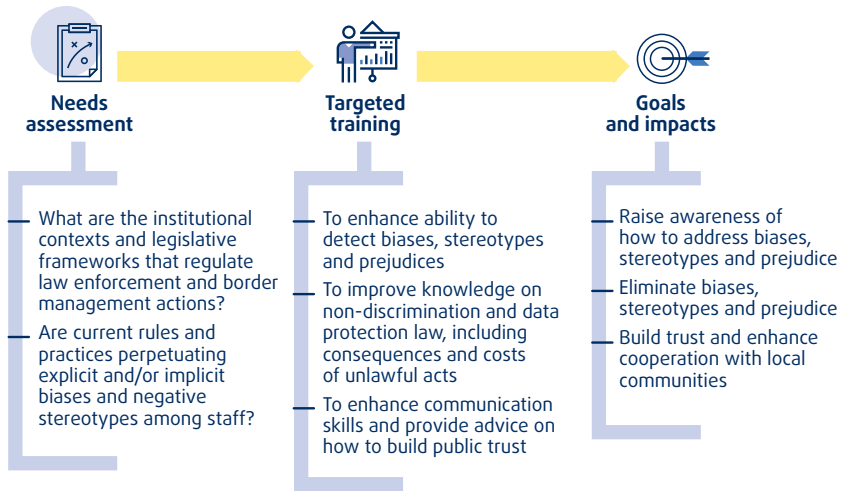 Needs
assessment
What are the institutional
contexts and legislative
frameworks that regulate
law enforcement and border
management actions?
Are current rules and
practices perpetuating
explicit and/or implicit
biases and negative
stereotypes among staff?
Targeted
training
To enhance ability to
detect biases, stereotypes
and prejudices
To improve knowledge on
non-discrimination and data
protection law, including
consequences and costs
of unlawful acts
To enhance communication
skills and provide advice on
how to build public trust
Goals
and impacts
Raise awareness of
how to address biases,
stereotypes and prejudice
Eliminate biases,
stereotypes and prejudice
Build trust and enhance
cooperation with local
communities